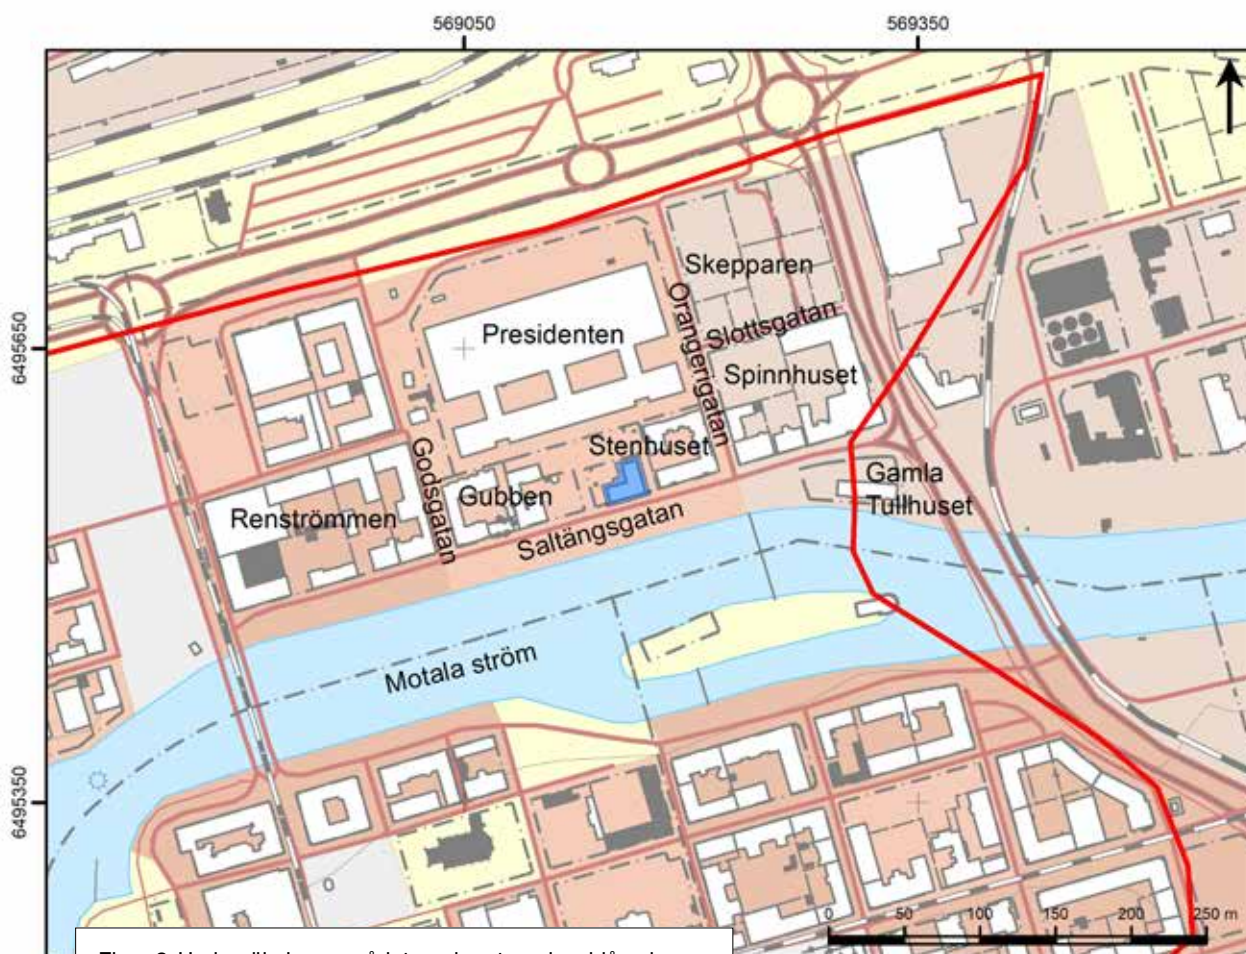 569050
569350
6495650
6495350
Skepparen
Orangerigatan
Slottsgatan
Presidenten
Spinnhuset
Stenhuset
Godsgatan
Gubben
Gamla
Tullhuset
Renströmmen
Saltängsgatan
Motala ström
0 50 100 150 200 250 m